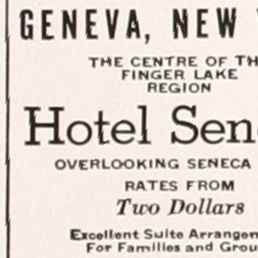 GENEVA, NEW
THE CENTRE OF TH
FINGER LAKE
REGION
Hotel Sen
OVERLOOKING SENECA
RATES FROM
Two Dollars
Excellent Suite Arrangen
For Families and Grou